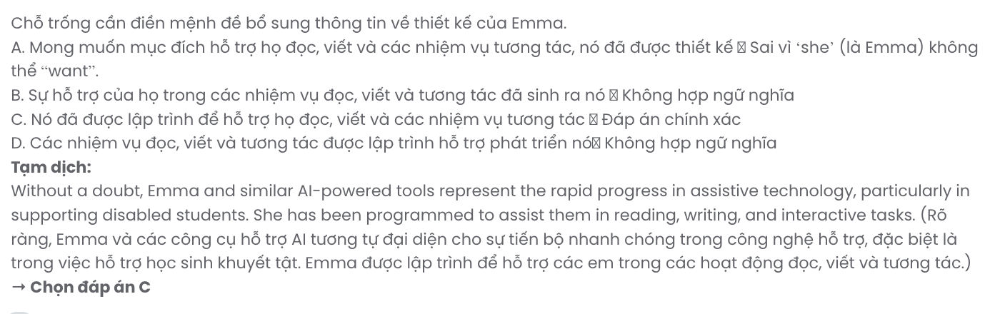 Chỗ trống cần điền mệnh đề bổ sung thông tin về thiết kế của Emma.
A. Mong muốn mục đích hỗ trợ họ đọc, viết và các nhiệm vụ tương tác, nó đã được thiết kế  Sai vì ‘she’ (là Emma) không
thể “want”.
B. Sự hỗ trợ của họ trong các nhiệm vụ đọc, viết và tương tác đã sinh ra nó  Không hợp ngữ nghĩa
C. Nó đã được lập trình để hỗ trợ họ đọc, viết và các nhiệm vụ tương tác  Đáp án chính xác
D. Các nhiệm vụ đọc, viết và tương tác được lập trình hỗ trợ phát triển nó Không hợp ngữ nghĩa
Tạm dịch:
Without a doubt, Emma and similar AI-powered tools represent the rapid progress in assistive technology, particularly in
supporting disabled students. She has been programmed to assist them in reading, writing, and interactive tasks. (Rõ
ràng, Emma và các công cụ hỗ trợ AI tương tự đại diện cho sự tiến bộ nhanh chóng trong công nghệ hỗ trợ, đặc biệt là
trong việc hỗ trợ học sinh khuyết tật. Emma được lập trình để hỗ trợ các em trong các hoạt động đọc, viết và tương tác.)
→ Chọn đáp án C